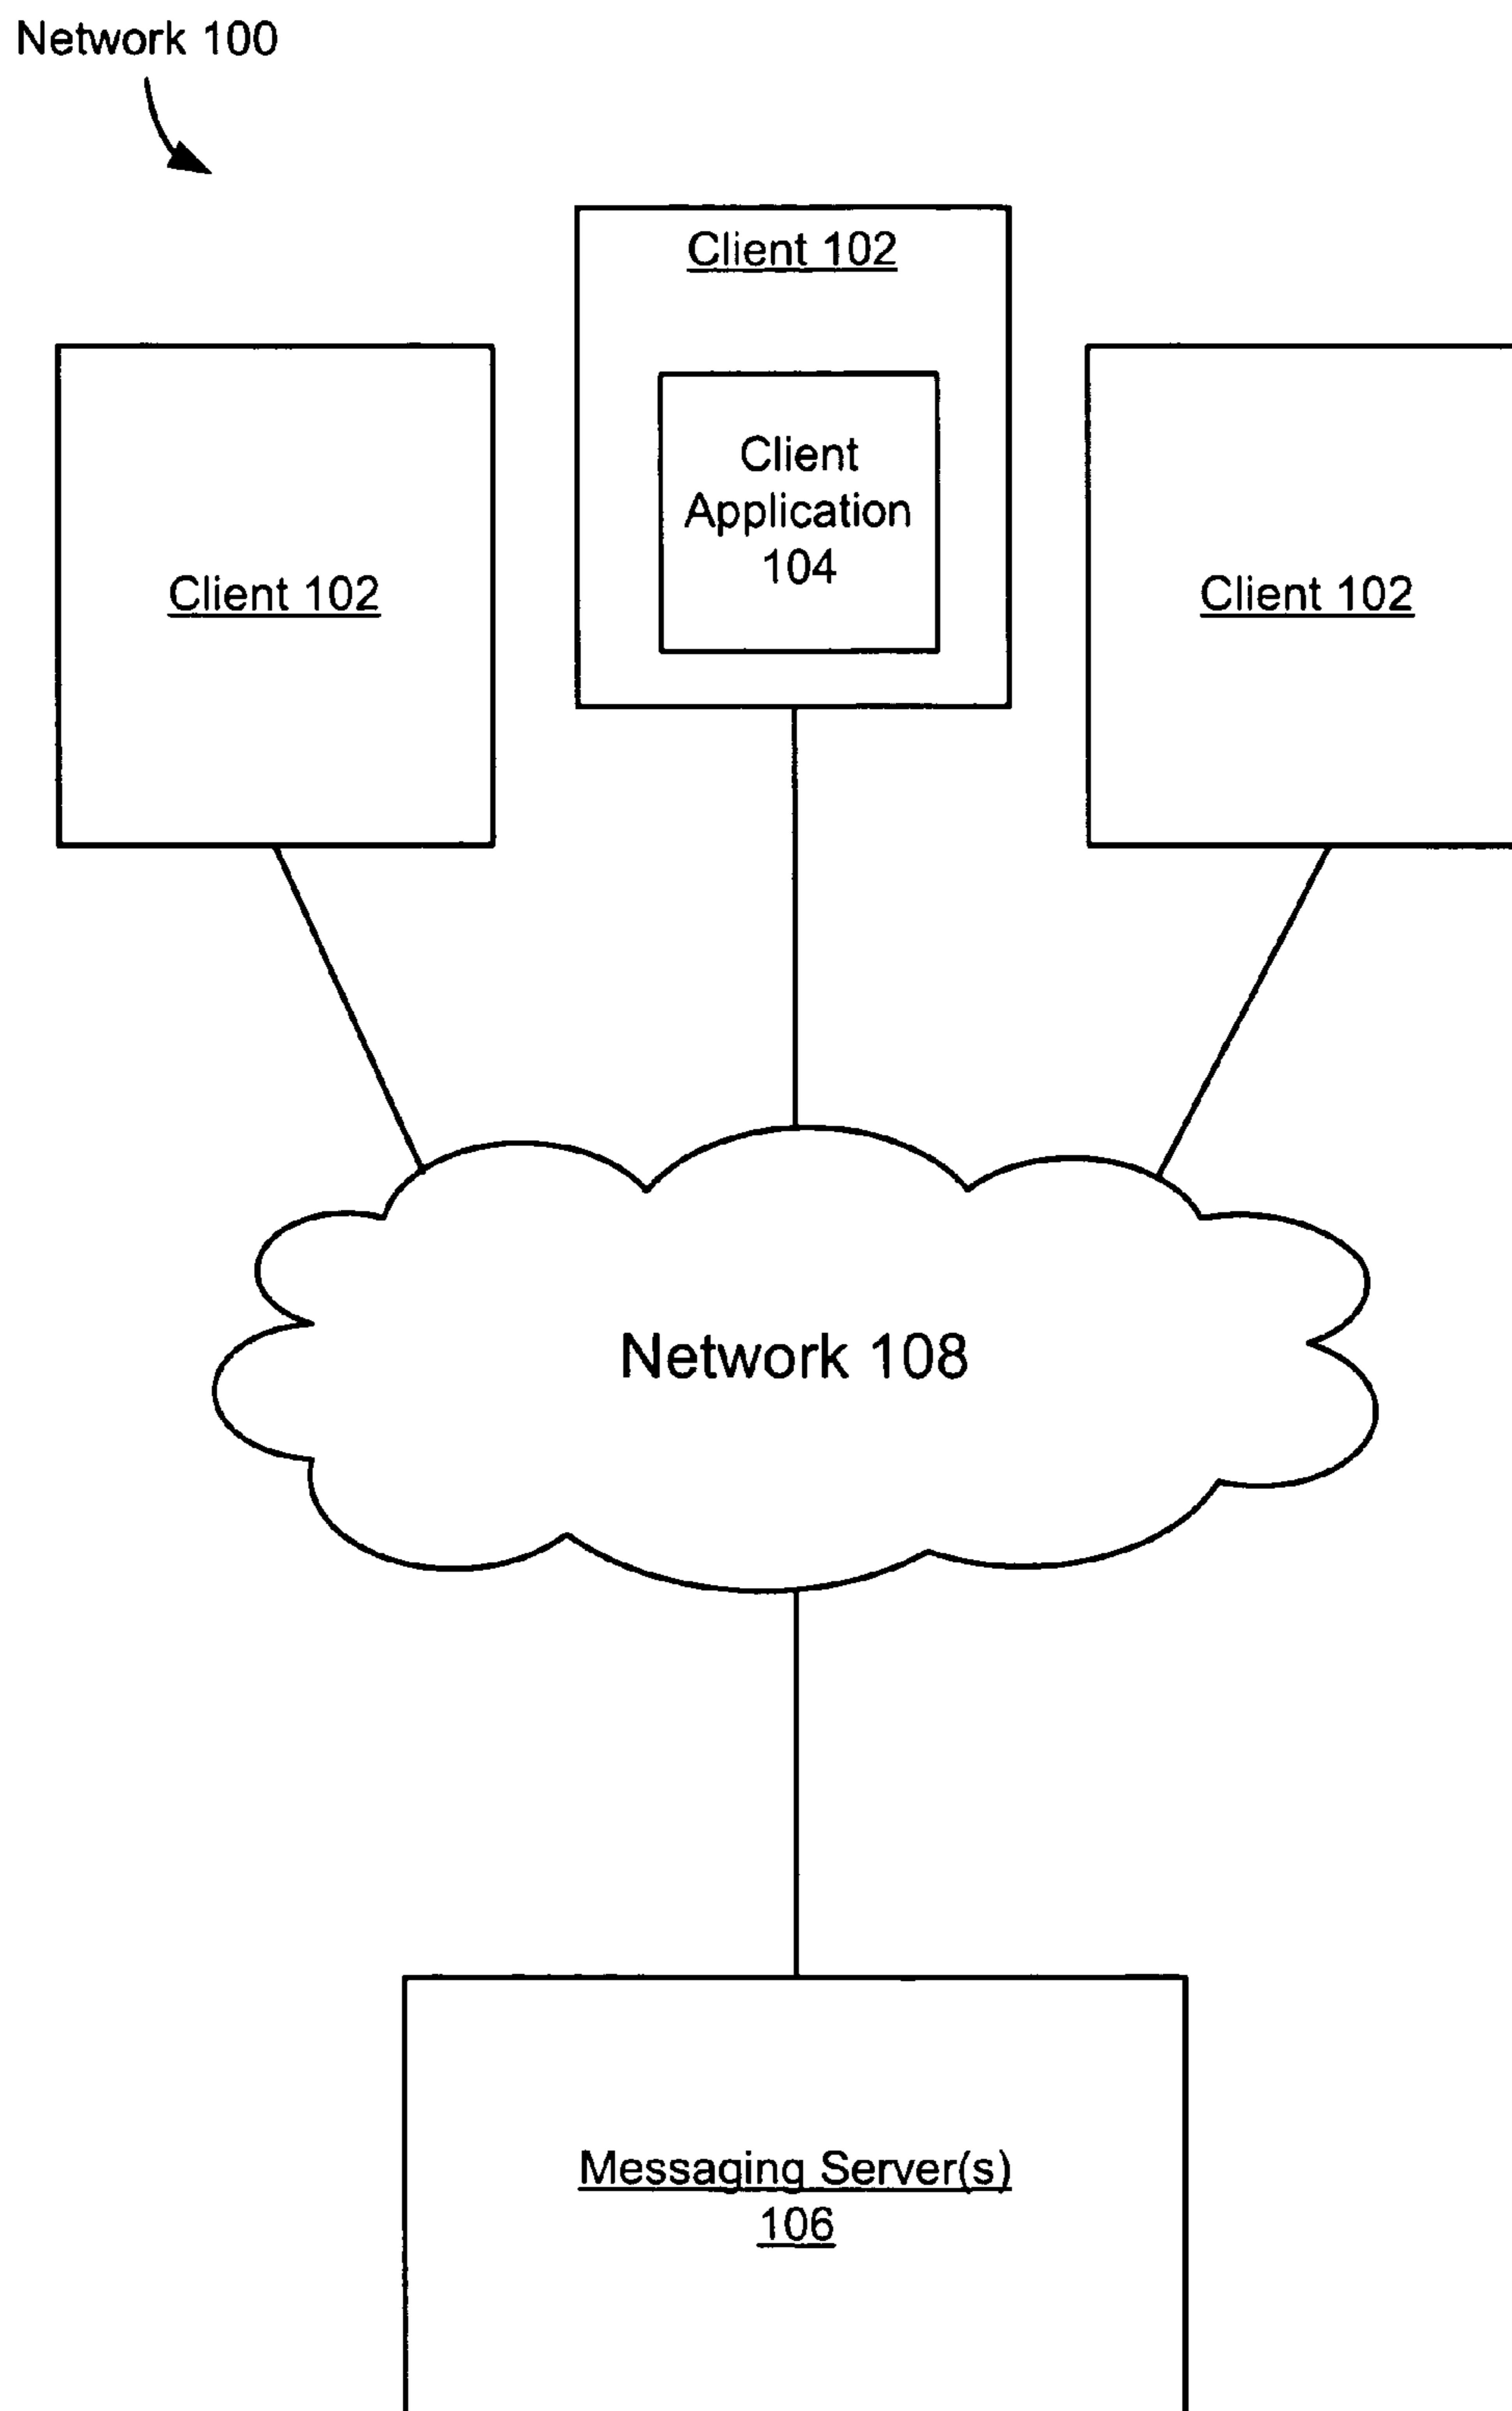 Network 100
Client 102
Client
Application
104
Client 102
Client 102
Network 108
Messaging Server(s)
106